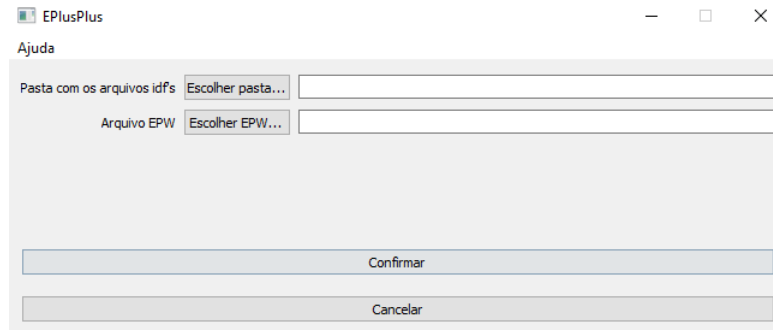 EPlusPlus
Ajuda
Pasta com os arquivos idf's Escolher pasta...
Arquivo EPW Escolher EPW...
Confirmar
Cancelar